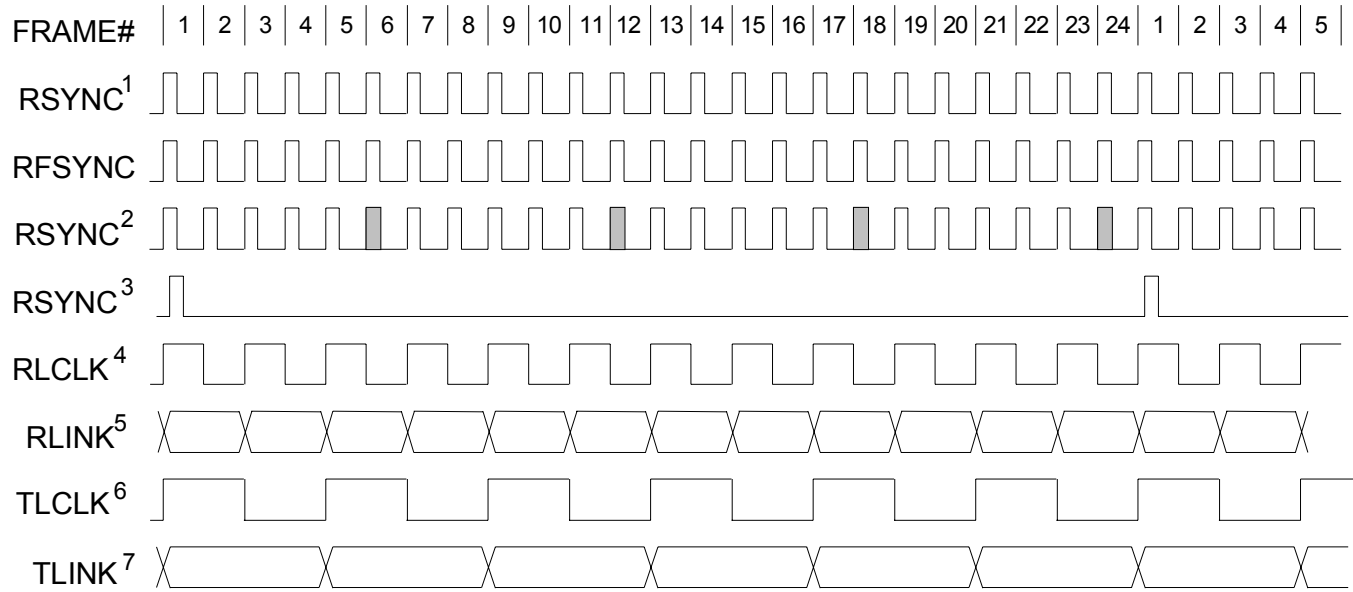 FRAME# 1 2 3 4 5 6 7 8 9 10 11 12 13 14 15 16 17 18 19 20 21 22 23 24 1 2 3 4 5
RSYNC1
RFSYNC
RSYNC2
RSYNC3
RLCLK4
RLINK5
TLCLK6
TLINK7